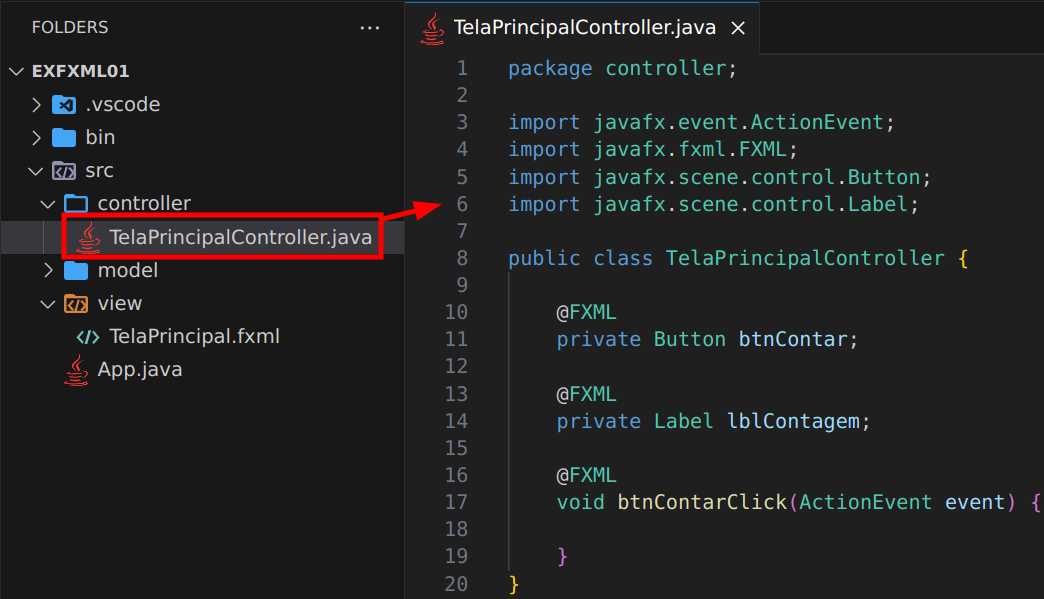 FOLDERS ...
EXFXML01
.vscode
bin
src
controller
TelaPrincipalController.java
model
view
TelaPrincipal.fxml
App.java
TelaPrincipalController.java
1 package controller;
2
3 import javafx.event.ActionEvent;
4 import javafx.fxml.FXML;
5 import javafx.scene.control.Button;
6 import javafx.scene.control.Label;
7
8 public class TelaPrincipalController {
9
10 @FXML
11 private Button btnContar;
12
13 @FXML
14 private Label lblContagem;
15
16 @FXML
17 void btnContarClick(ActionEvent event) {
18
19 }
20 }